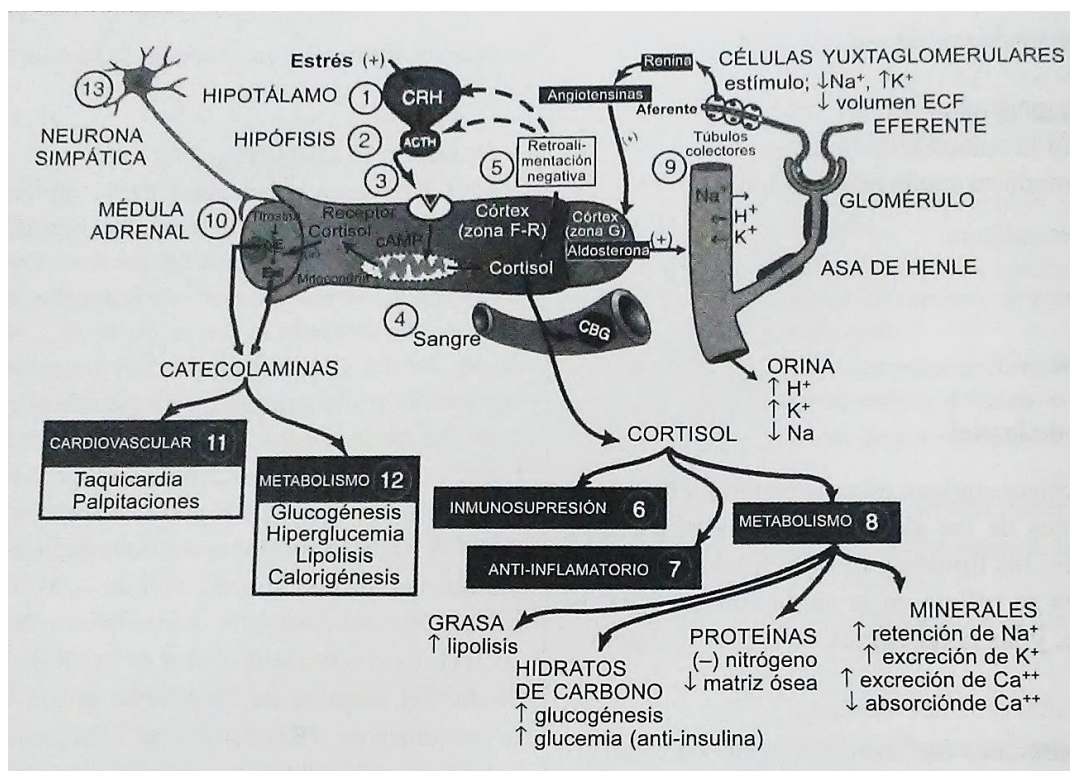 Estrés (+)
HIPOTÁLAMO 1 CRH
HIPÓFISIS 2 ACTH
3
5
Retroali-
mentación
negativa
13
NEURONA
SIMPÁTICA
MÉDULA
ADRENAL
10
Tirosina
NE
Receptor
Cortisol
cAMP
Mitocondria
Córtex
(zona F-R)
Cortisol
Córtex
(zona G)
Aldosterona
(+)
4
Sangre
CBG
Renina
Angiotensinas
(-)
CÉLULAS YUXTAGLOMERULARES
estímulo; ↓Na⁺, ↑K⁺
↓ volumen ECF
Aferente
EFERENTE
Túbulos
colectores
9
Na⁺
H⁺
K⁺
GLOMÉRULO
ASA DE HENLE
ORINA
↑ H⁺
↑ K⁺
↓ Na
CATECOLAMINAS
CARDIOVASCULAR 11
Taquicardia
Palpitaciones
METABOLISMO 12
Glucogénesis
Hiperglucemia
Lipolisis
Calorigénesis
CORTISOL
INMUNOSUPRESIÓN 6
ANTI-INFLAMATORIO 7
METABOLISMO 8
GRASA
↑ lipolisis
HIDRATOS
DE CARBONO
↑ glucogénesis
↑ glucemia (anti-insulina)
PROTEÍNAS
(–) nitrógeno
↓ matriz ósea
MINERALES
↑ retención de Na⁺
↑ excreción de K⁺
↑ excreción de Ca⁺⁺
↓ absorciónde Ca⁺⁺